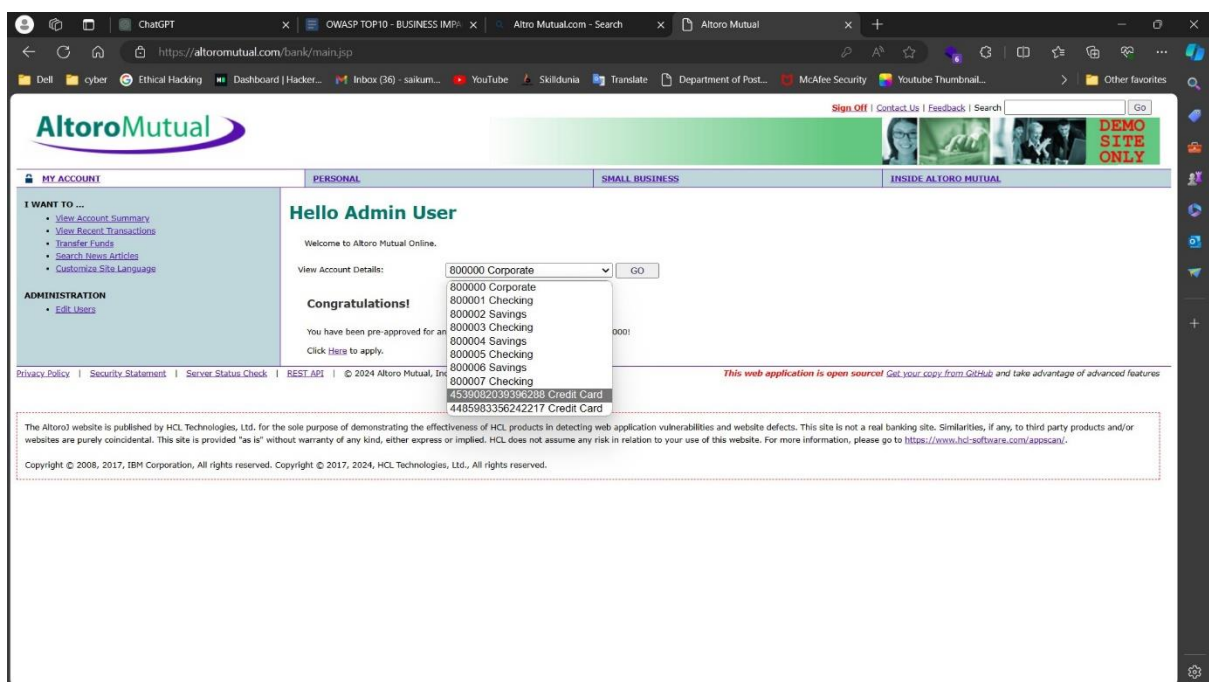 ChatGPT
OWASP TOP10 - BUSINESS IMPA
Altro Mutual.com - Search
Altoro Mutual
https://altoromutual.com/bank/main.jsp
Dell cyber Ethical Hacking Dashboard | Hacker... Inbox (36) - saikum... YouTube Skilldunia Translate Department of Post... McAfee Security Youtube Thumbnail... Other favorites
Sign Off | Contact Us | Feedback | Search Go
AltoroMutual
DEMO
SITE
ONLY
MY ACCOUNT PERSONAL SMALL BUSINESS INSIDE ALTORO MUTUAL
I WANT TO ...
View Account Summary
View Recent Transactions
Transfer Funds
Search News Articles
Customize Site Language
ADMINISTRATION
Edit Users
Hello Admin User
Welcome to Altoro Mutual Online.
View Account Details: 800000 Corporate GO
800000 Corporate
800001 Checking
800002 Savings
800003 Checking
800004 Savings
800005 Checking
800006 Savings
800007 Checking
4539082039396288 Credit Card
4485983356242217 Credit Card
Congratulations!
You have been pre-approved for an 000!
Click Here to apply.
Privacy Policy | Security Statement | Server Status Check | REST API | © 2024 Altoro Mutual, Inc
This web application is open source! Get your copy from GitHub and take advantage of advanced features
The AltoroJ website is published by HCL Technologies, Ltd. for the sole purpose of demonstrating the effectiveness of HCL products in detecting web application vulnerabilities and website defects. This site is not a real banking site. Similarities, if any, to third party products and/or
websites are purely coincidental. This site is provided "as is" without warranty of any kind, either express or implied. HCL does not assume any risk in relation to your use of this website. For more information, please go to https://www.hcl-software.com/appscan/.
Copyright © 2008, 2017, IBM Corporation, All rights reserved. Copyright © 2017, 2024, HCL Technologies, Ltd., All rights reserved.